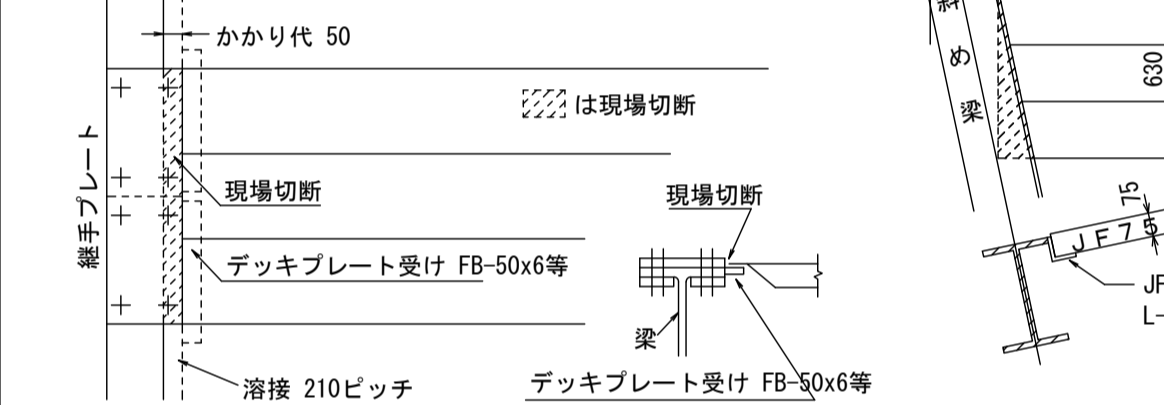 かかり代 50
は現場切断
継手プレート
現場切断
デッキプレート受け FB-50x6等
溶接 210ピッチ
現場切断
梁
デッキプレート受け FB-50x6等
斜め梁
630
75
JF75
JF
L-